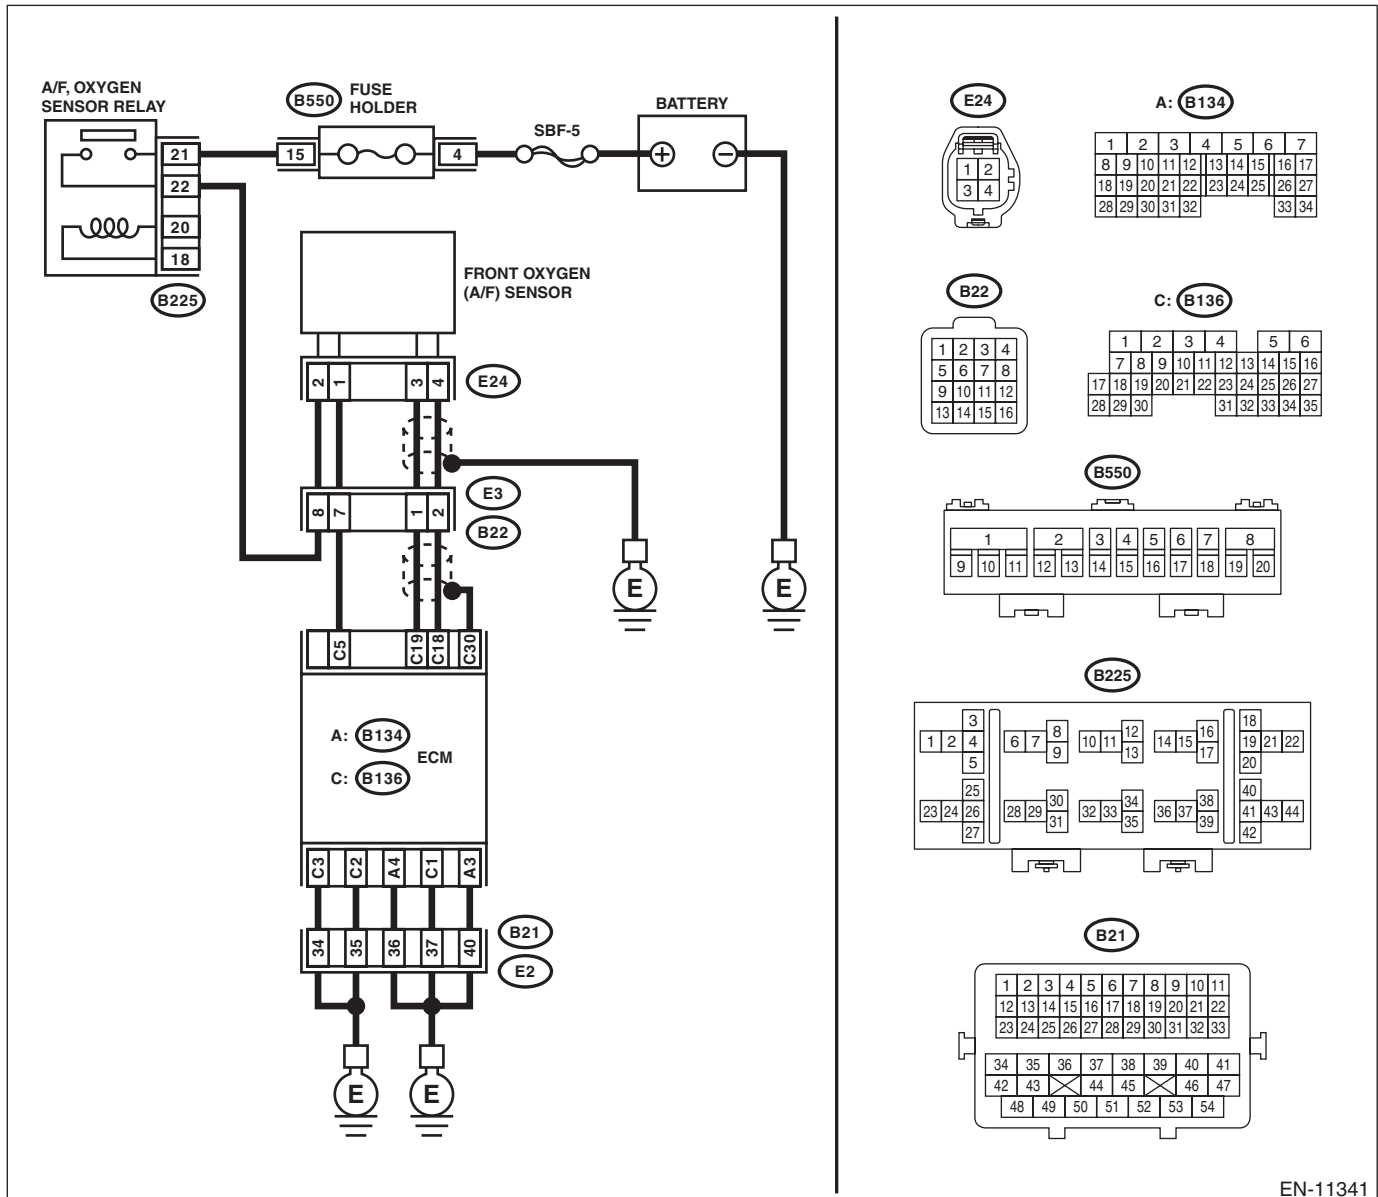 A/F, OXYGEN
SENSOR RELAY
B550
FUSE
HOLDER
SBF-5
BATTERY
21
22
20
18
15
4
+
−
B225
FRONT OXYGEN
(A/F) SENSOR
2 1 3 4
E24
8 7 1 2
E3
B22
E
E
C5 C19 C18 C30
A: B134
C: B136
ECM
C3 C2 A4 C1 A3
34 35 36 37 40
B21
E2
E
E
E24
1 2
3 4
A: B134
1 2 3 4 5 6 7
8 9 10 11 12 13 14 15 16 17
18 19 20 21 22 23 24 25 26 27
28 29 30 31 32 33 34
B22
1 2 3 4
5 6 7 8
9 10 11 12
13 14 15 16
C: B136
1 2 3 4 5 6
7 8 9 10 11 12 13 14 15 16
17 18 19 20 21 22 23 24 25 26 27
28 29 30 31 32 33 34 35
B550
1 2 3 4 5 6 7 8
9 10 11 12 13 14 15 16 17 18 19 20
B225
3 8 12 16 18
1 2 4 6 7 10 11 14 15 19 21 22
5 9 13 17 20
25 30 34 38 40
23 24 26 28 29 32 33 36 37 41 43 44
27 31 35 39 42
B21
1 2 3 4 5 6 7 8 9 10 11
12 13 14 15 16 17 18 19 20 21 22
23 24 25 26 27 28 29 30 31 32 33
34 35 36 37 38 39 40 41
42 43 44 45 46 47
48 49 50 51 52 53 54
EN-11341